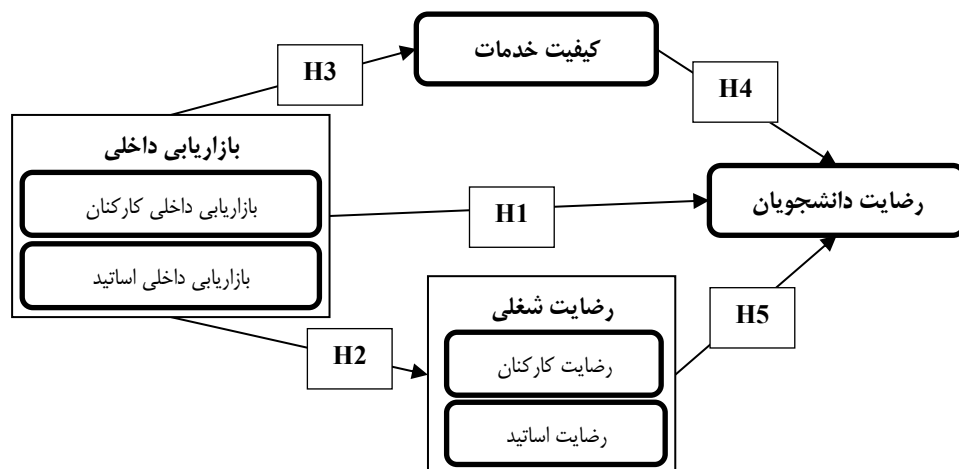 کیفیت خدمات
H3
H4
بازاریابی داخلی
بازاریابی داخلی کارکنان
بازاریابی داخلی اساتید
H1
رضایت دانشجویان
رضایت شغلی
رضایت کارکنان
رضایت اساتید
H2
H5